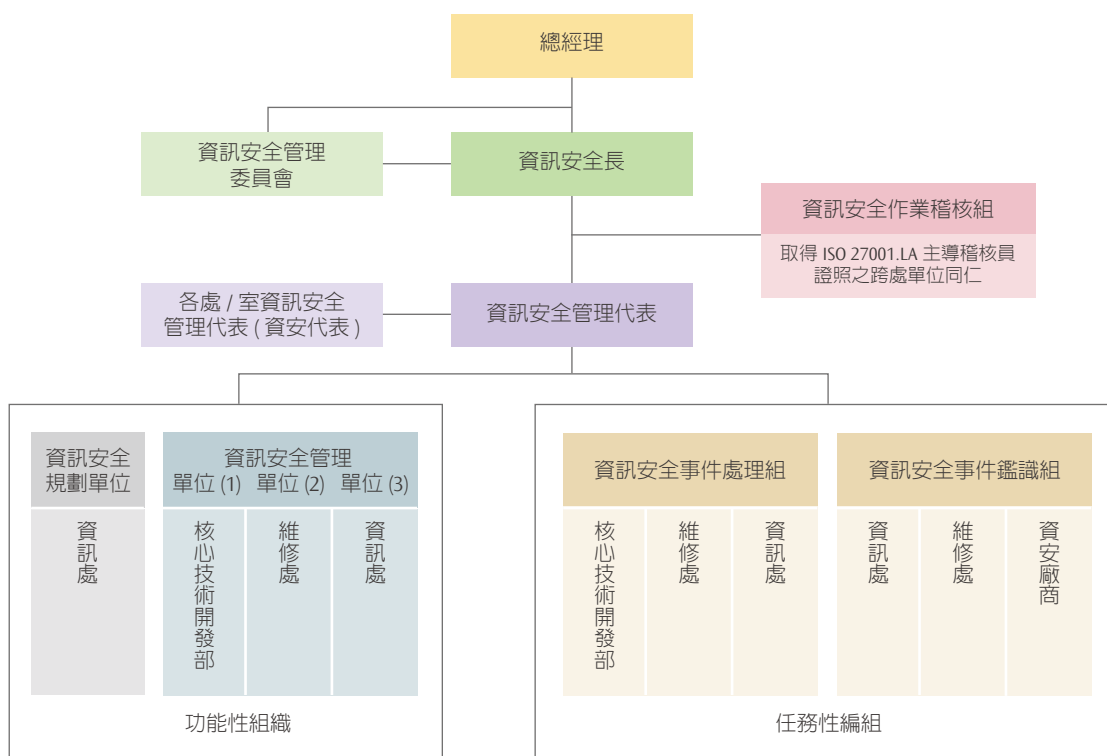 總經理
資訊安全管理
委員會
資訊安全長
資訊安全作業稽核組
取得 ISO 27001.LA 主導稽核員
證照之跨處單位同仁
各處 / 室資訊安全
管理代表 ( 資安代表 )
資訊安全管理代表
資訊安全
規劃單位
資訊處
資訊安全管理
單位 (1) 單位 (2) 單位 (3)
核心技術開發部
維修處
資訊處
功能性組織
資訊安全事件處理組
核心技術開發部
維修處
資訊處
資訊安全事件鑑識組
資訊處
維修處
資安廠商
任務性編組